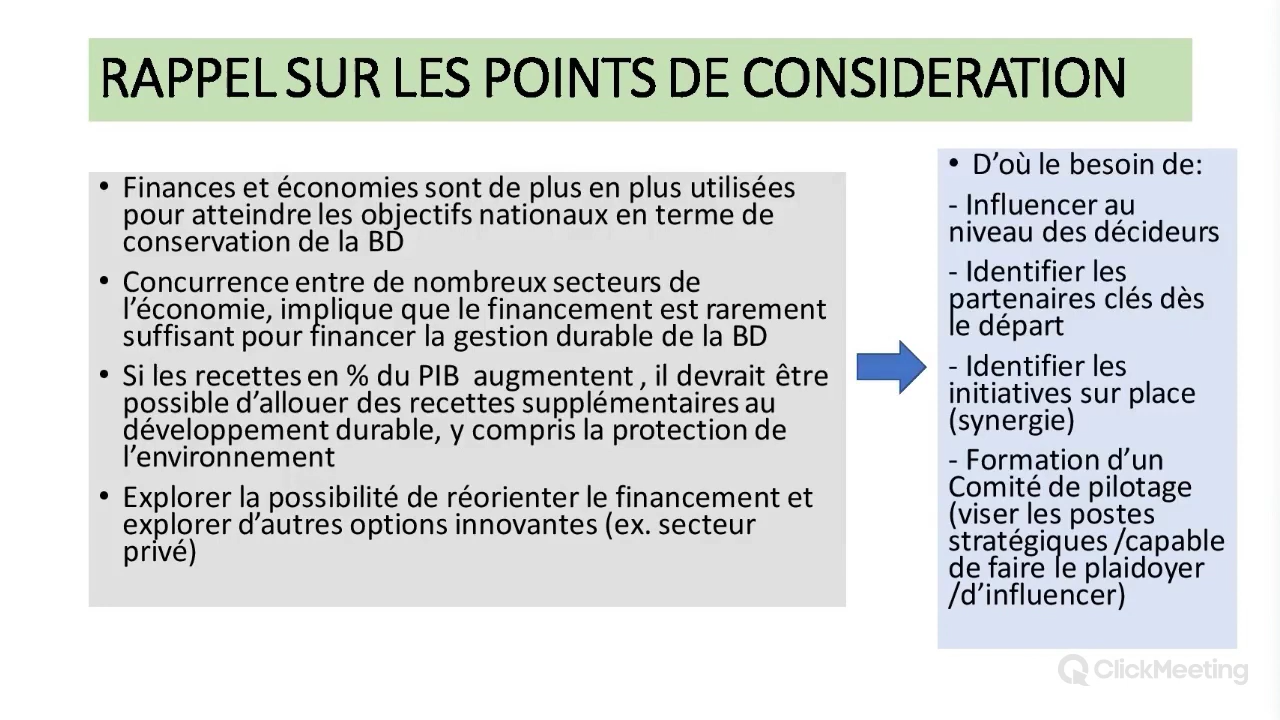 RAPPEL SUR LES POINTS DE CONSIDERATION
• Finances et économies sont de plus en plus utilisées
pour atteindre les objectifs nationaux en terme de
conservation de la BD
• Concurrence entre de nombreux secteurs de
l’économie, implique que le financement est rarement
suffisant pour financer la gestion durable de la BD
• Si les recettes en % du PIB augmentent , il devrait être
possible d’allouer des recettes supplémentaires au
développement durable, y compris la protection de
l’environnement
• Explorer la possibilité de réorienter le financement et
explorer d’autres options innovantes (ex. secteur
privé)
• D’où le besoin de:
- Influencer au
niveau des décideurs
- Identifier les
partenaires clés dès
le départ
- Identifier les
initiatives sur place
(synergie)
- Formation d’un
Comité de pilotage
(viser les postes
stratégiques /capable
de faire le plaidoyer
/d’influencer)
ClickMeeting